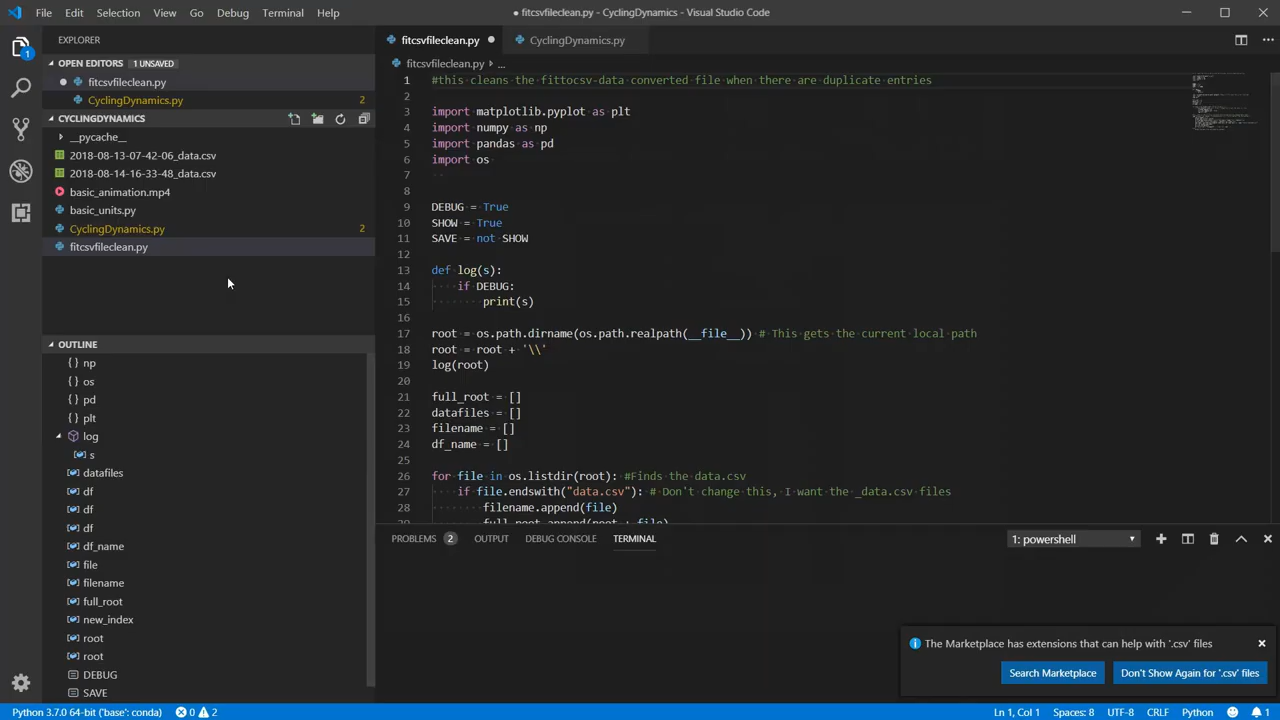 File Edit Selection View Go Debug Terminal Help
● fitcsvfileclean.py - CyclingDynamics - Visual Studio Code
EXPLORER
OPEN EDITORS 1 UNSAVED
fitcsvfileclean.py
CyclingDynamics.py 2
CYCLINGDYNAMICS
__pycache__
2018-08-13-07-42-06_data.csv
2018-08-14-16-33-48_data.csv
basic_animation.mp4
basic_units.py
CyclingDynamics.py 2
fitcsvfileclean.py
OUTLINE
np
os
pd
plt
log
s
datafiles
df
df
df
df_name
file
filename
full_root
new_index
root
root
DEBUG
SAVE
fitcsvfileclean.py ● CyclingDynamics.py
fitcsvfileclean.py > ...
1 #this cleans the fittocsv-data converted file when there are duplicate entries
2
3 import matplotlib.pyplot as plt
4 import numpy as np
5 import pandas as pd
6 import os
7
8
9 DEBUG = True
10 SHOW = True
11 SAVE = not SHOW
12
13 def log(s):
14 if DEBUG:
15 print(s)
16
17 root = os.path.dirname(os.path.realpath(__file__)) # This gets the current local path
18 root = root + '\\'
19 log(root)
20
21 full_root = []
22 datafiles = []
23 filename = []
24 df_name = []
25
26 for file in os.listdir(root): #Finds the data.csv
27 if file.endswith("data.csv"): # Don't change this, I want the _data.csv files
28 filename.append(file)
29 full_root.append(root + file)
PROBLEMS 2 OUTPUT DEBUG CONSOLE TERMINAL
1: powershell
The Marketplace has extensions that can help with '.csv' files
Search Marketplace
Don't Show Again for '.csv' files
Python 3.7.0 64-bit ('base': conda) 0 2
Ln 1, Col 1 Spaces: 8 UTF-8 CRLF Python 1